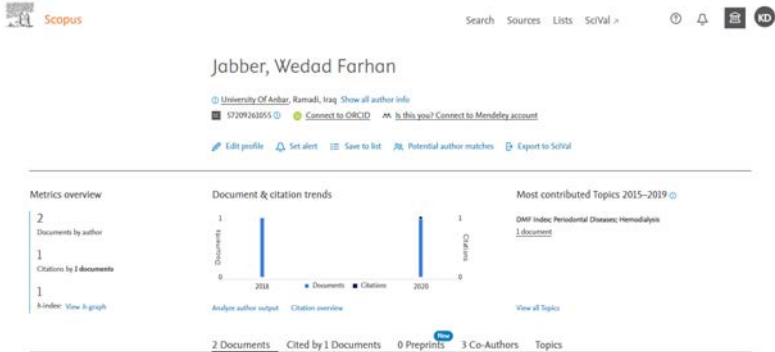 Scopus
Search Sources Lists SciVal ↗
KD
Jabber, Wedad Farhan
University Of Anbar, Ramadi, Iraq Show all author info
57209261055 Connect to ORCID Is this you? Connect to Mendeley account
Edit profile Set alert Save to list Potential author matches Export to SciVal
Metrics overview
2
Documents by author
1
Citations by 1 documents
1
h-index: View h-graph
Document & citation trends
1 1
Documents
Citations
0 0
2018 Documents Citations 2020
Analyze author output Citation overview
Most contributed Topics 2015–2019
DMF Index; Periodontal Diseases; Hemodialysis
1 document
View all Topics
New
2 Documents Cited by 1 Documents 0 Preprints 3 Co-Authors Topics